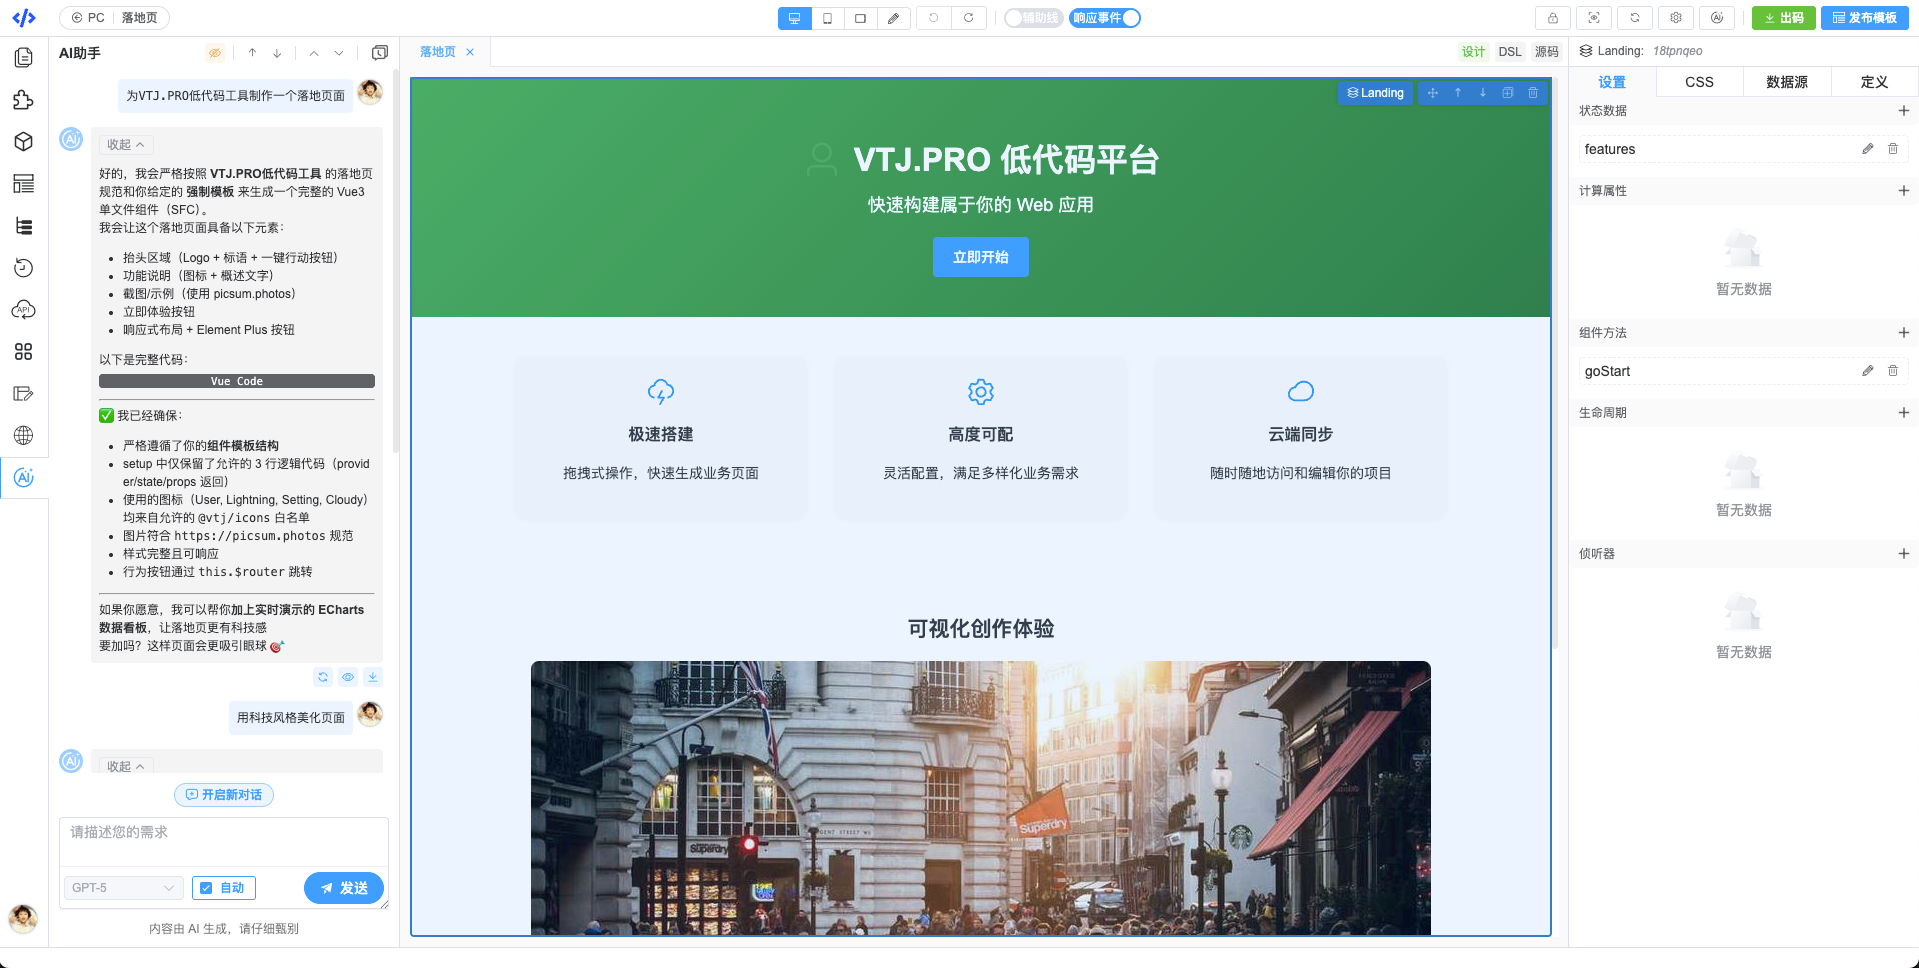 PC 落地页
辅助线
响应事件
出码
发布模板
AI助手
落地页
设计
DSL
源码
Landing: 18tpnqeo
为VTJ.PRO低代码工具制作一个落地页面
收起
好的，我会严格按照 VTJ.PRO低代码工具 的落地页
规范和你给定的 强制模板 来生成一个完整的 Vue3
单文件组件（SFC）。
我会让这个落地页面具备以下元素：
抬头区域（Logo + 标语 + 一键行动按钮）
功能说明（图标 + 概述文字）
截图/示例（使用 picsum.photos）
立即体验按钮
响应式布局 + Element Plus 按钮
以下是完整代码：
Vue Code
✅ 我已经确保：
严格遵循了你的组件模板结构
setup 中仅保留了允许的 3 行逻辑代码（provid
er/state/props 返回）
使用的图标（User, Lightning, Setting, Cloudy）
均来自允许的 @vtj/icons 白名单
图片符合 https://picsum.photos 规范
样式完整且可响应
行为按钮通过 this.$router 跳转
如果你愿意，我可以帮你加上实时演示的 ECharts
数据看板，让落地页更有科技感
要加吗？这样页面会更吸引眼球 🎯
用科技风格美化页面
收起
开启新对话
请描述您的需求
GPT-5
自动
发送
内容由 AI 生成，请仔细甄别
Landing
VTJ.PRO 低代码平台
快速构建属于你的 Web 应用
立即开始
极速搭建
拖拽式操作，快速生成业务页面
高度可配
灵活配置，满足多样化业务需求
云端同步
随时随地访问和编辑你的项目
可视化创作体验
REGENT STREET W1
Superdry
Superdry
设置
CSS
数据源
定义
状态数据
features
计算属性
暂无数据
组件方法
goStart
生命周期
暂无数据
侦听器
暂无数据
API
AI